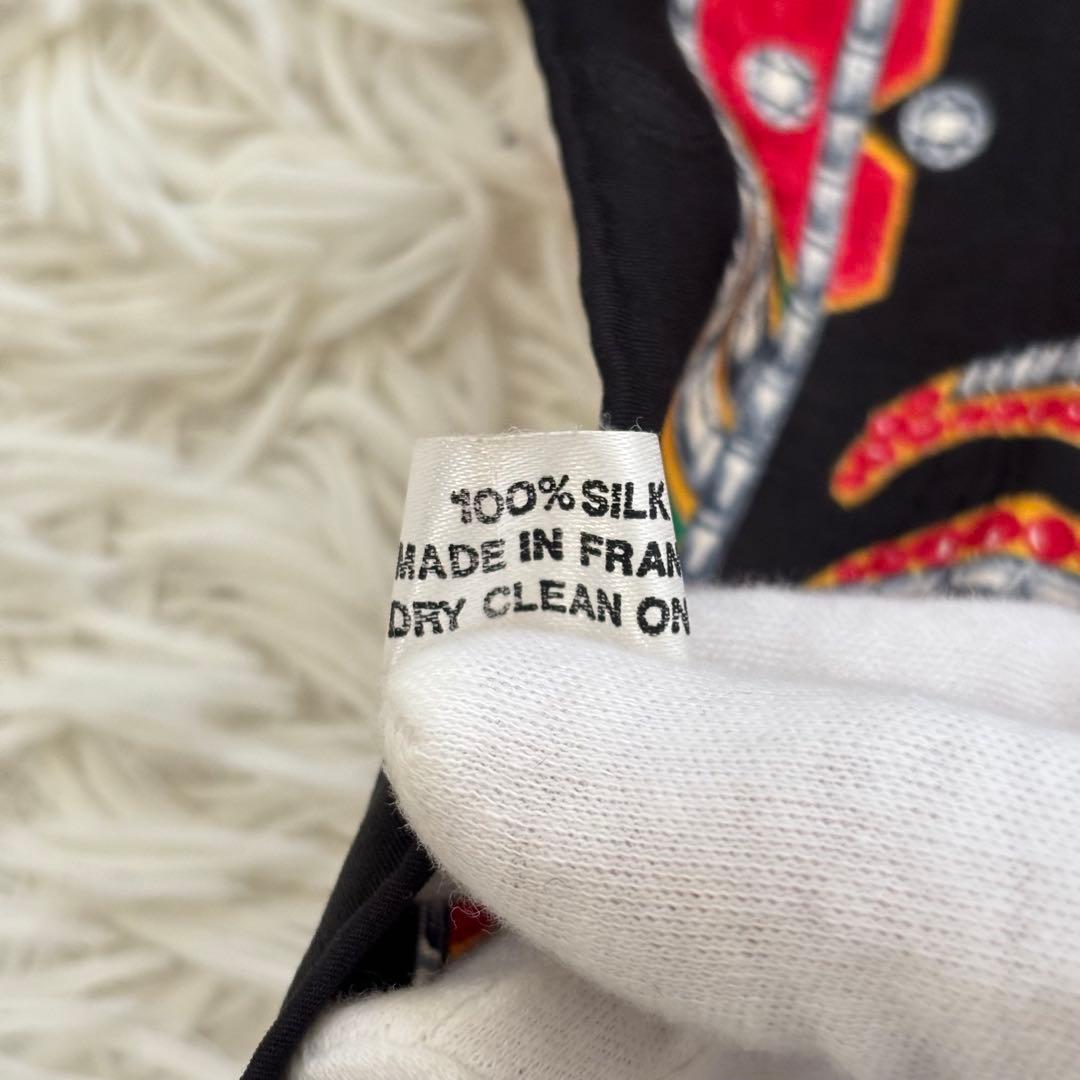 100% SILK
MADE IN FRAN
DRY CLEAN ON